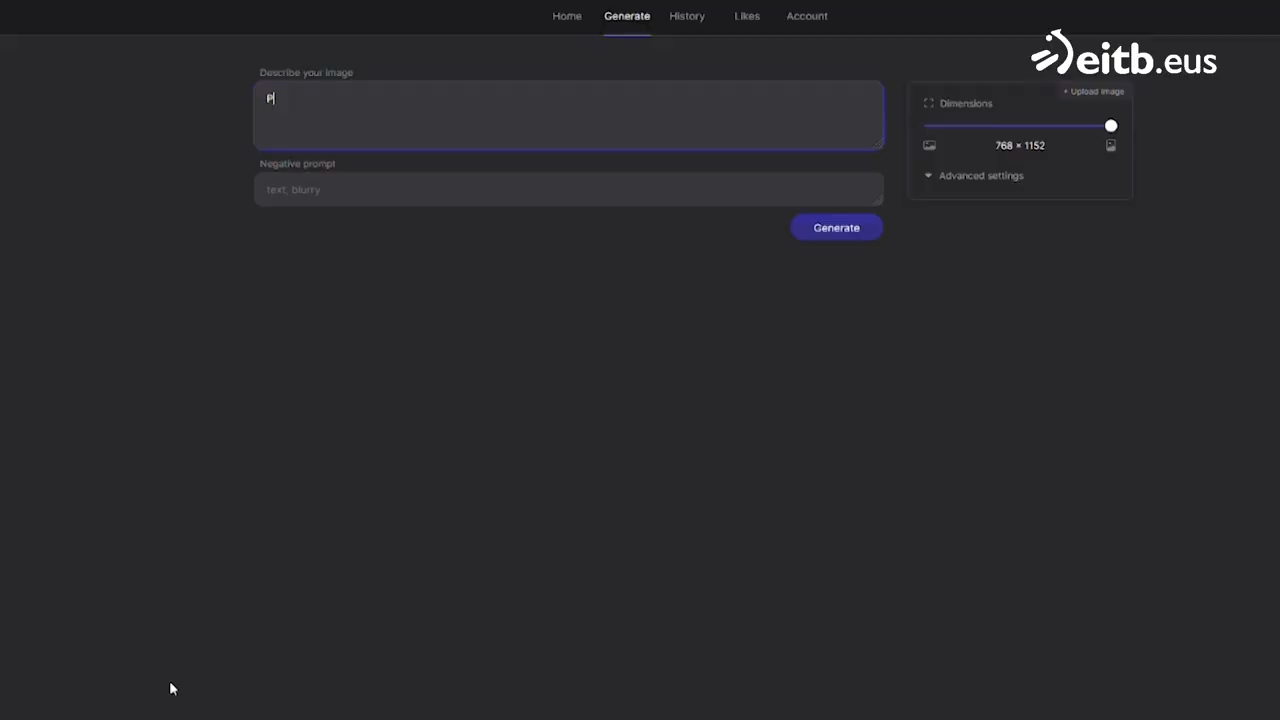 Home Generate History Likes Account
eitb.eus
Describe your image
P
+ Upload image
Dimensions
768 × 1152
Advanced settings
Negative prompt
text, blurry
Generate